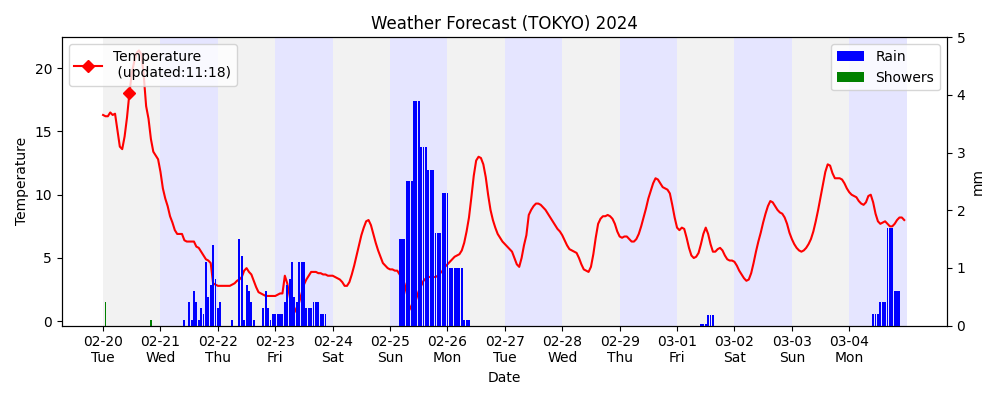 Weather Forecast (TOKYO) 2024
Temperature
(updated:11:18)
Rain
Showers
Temperature
20
15
10
5
0
5
4
3
2
1
0
mm
02-20 02-21 02-22 02-23 02-24 02-25 02-26 02-27 02-28 02-29 03-01 03-02 03-03 03-04
Tue Wed Thu Fri Sat Sun Mon Tue Wed Thu Fri Sat Sun Mon
Date